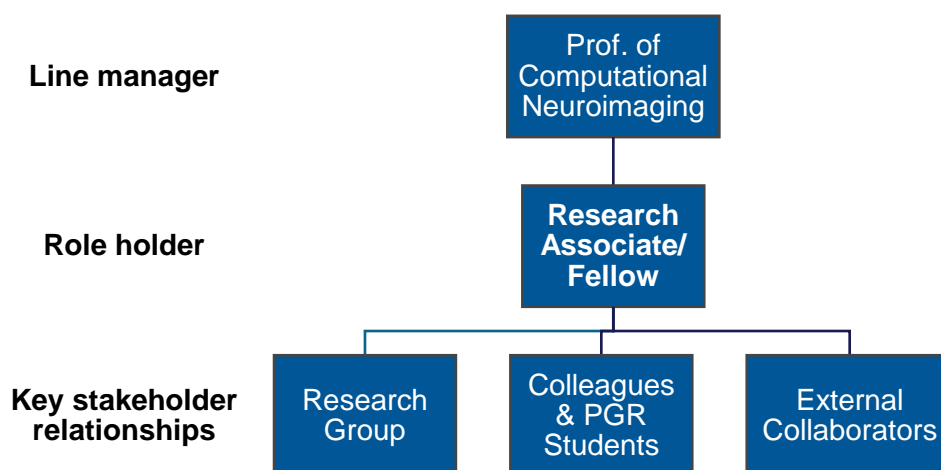 Line manager
Prof. of
Computational
Neuroimaging
Role holder
Research
Associate/
Fellow
Key stakeholder
relationships
Research
Group
Colleagues
& PGR
Students
External
Collaborators